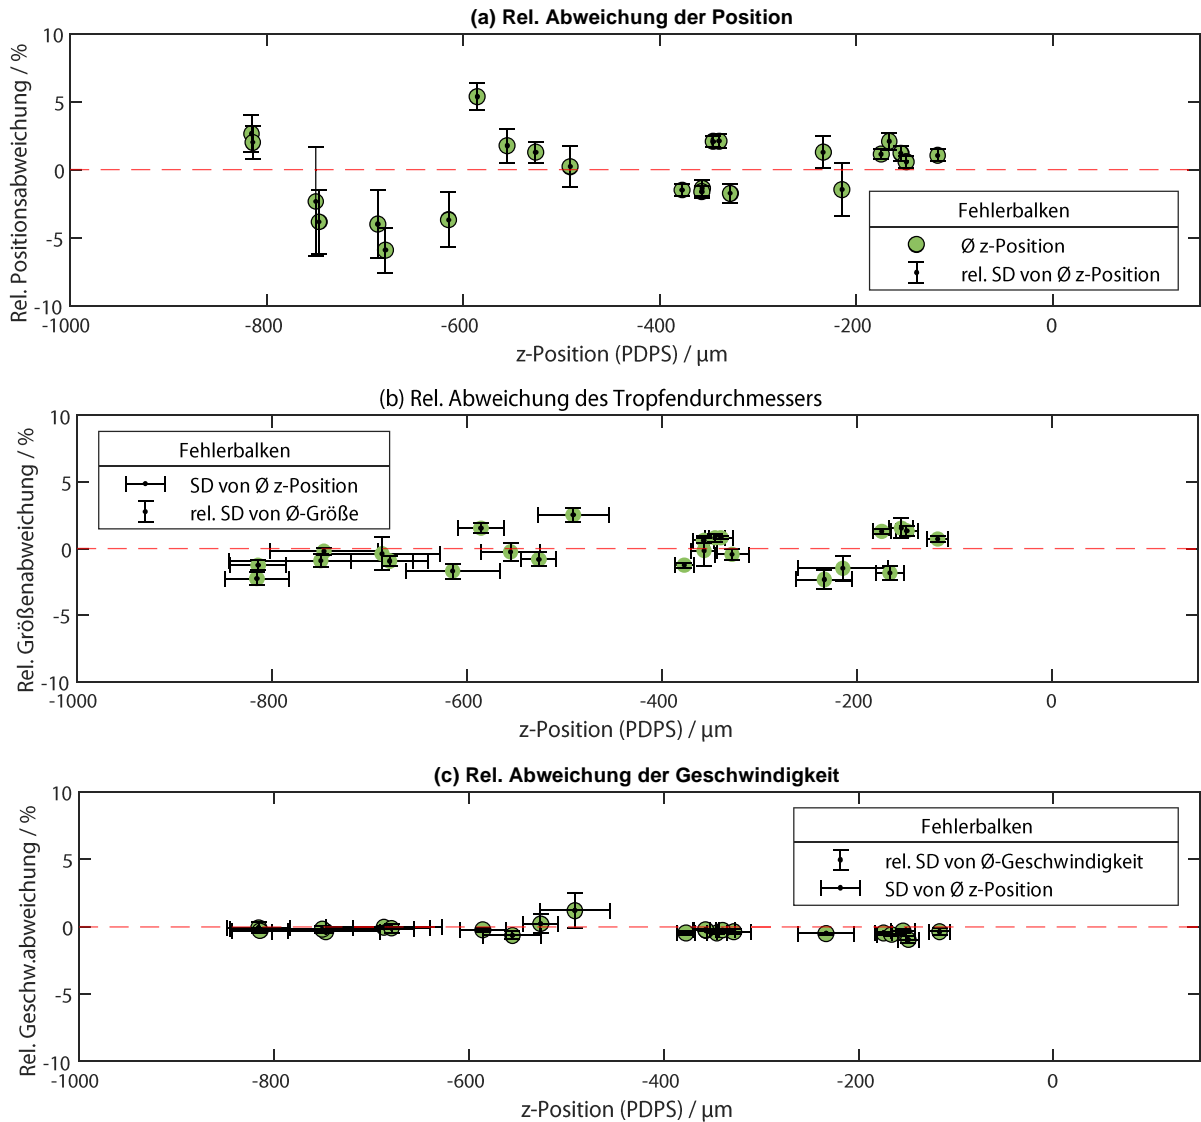 (a) Rel. Abweichung der Position
Rel. Positionsabweichung / %
10
5
0
-5
-10
Fehlerbalken
Ø z-Position
rel. SD von Ø z-Position
-1000
-800
-600
-400
-200
0
z-Position (PDPS) / µm
(b) Rel. Abweichung des Tropfendurchmessers
Rel. Größenabweichung / %
10
5
0
-5
-10
Fehlerbalken
SD von Ø z-Position
rel. SD von Ø-Größe
-1000
-800
-600
-400
-200
0
z-Position (PDPS) / µm
(c) Rel. Abweichung der Geschwindigkeit
Rel. Geschw.abweichung / %
10
5
0
-5
-10
Fehlerbalken
rel. SD von Ø-Geschwindigkeit
SD von Ø z-Position
-1000
-800
-600
-400
-200
0
z-Position (PDPS) / µm